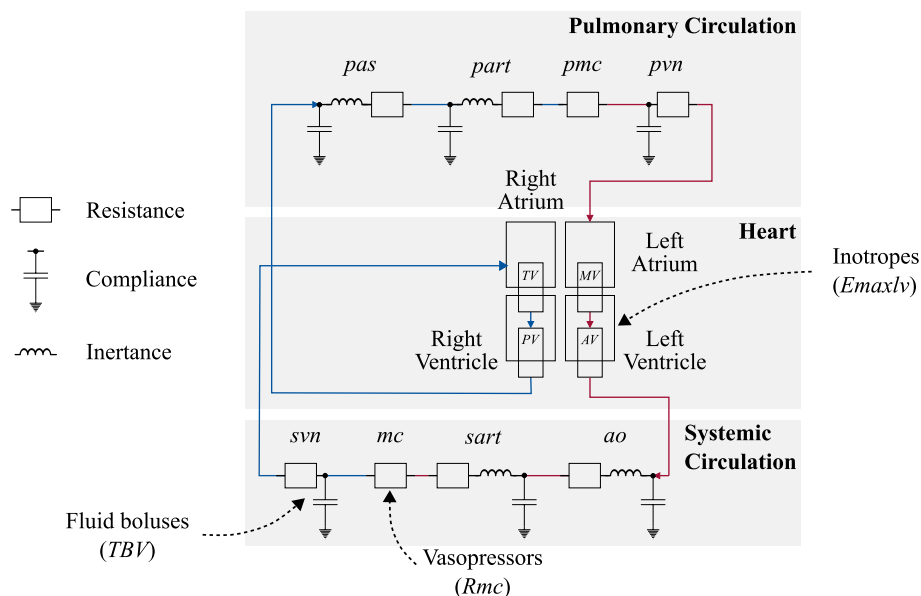 Pulmonary Circulation
pas
part
pmc
pvn
Resistance
Compliance
Inertance
Right
Atrium
Heart
Left
Atrium
TV
MV
Inotropes
(Emaxlv)
Right
Ventricle
PV
AV
Left
Ventricle
svn
mc
sart
ao
Systemic
Circulation
Fluid boluses
(TBV)
Vasopressors
(Rmc)